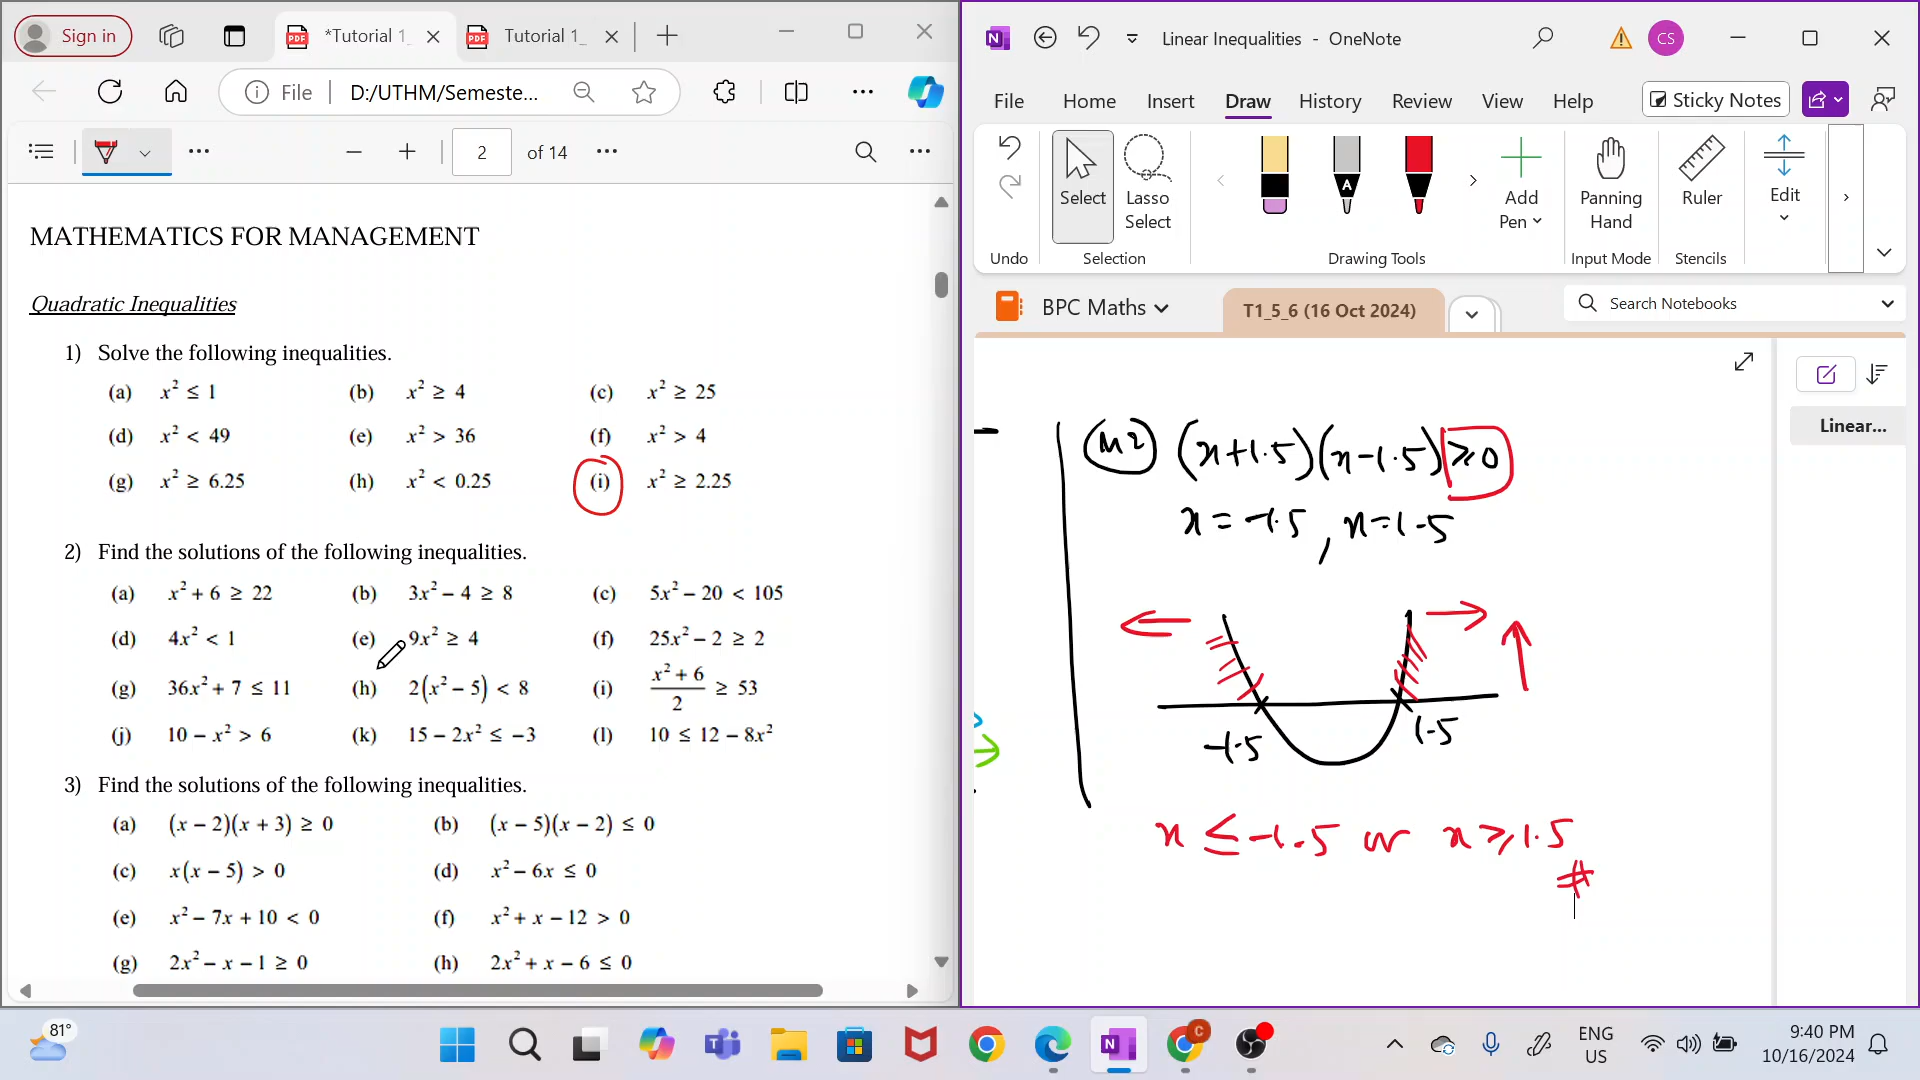 Sign in
*Tutorial 1_
Tutorial 1_
File
D:/UTHM/Semeste...
2 of 14
MATHEMATICS FOR MANAGEMENT
Quadratic Inequalities
1) Solve the following inequalities.
(a) x² ≤ 1 (b) x² ≥ 4 (c) x² ≥ 25
(d) x² < 49 (e) x² > 36 (f) x² > 4
(g) x² ≥ 6.25 (h) x² < 0.25 (i) x² ≥ 2.25
2) Find the solutions of the following inequalities.
(a) x² + 6 ≥ 22 (b) 3x² − 4 ≥ 8 (c) 5x² − 20 < 105
(d) 4x² < 1 (e) 9x² ≥ 4 (f) 25x² − 2 ≥ 2
(g) 36x² + 7 ≤ 11 (h) 2(x² − 5) < 8 (i) (x² + 6)/2 ≥ 53
(j) 10 − x² > 6 (k) 15 − 2x² ≤ −3 (l) 10 ≤ 12 − 8x²
3) Find the solutions of the following inequalities.
(a) (x − 2)(x + 3) ≥ 0 (b) (x − 5)(x − 2) ≤ 0
(c) x(x − 5) > 0 (d) x² − 6x ≤ 0
(e) x² − 7x + 10 < 0 (f) x² + x − 12 > 0
(g) 2x² − x − 1 ≥ 0 (h) 2x² + x − 6 ≤ 0
Linear Inequalities - OneNote
CS
File Home Insert Draw History Review View Help
Sticky Notes
Undo
Select
Lasso Select
Selection
A
Drawing Tools
Add Pen
Panning Hand
Input Mode
Ruler
Stencils
Edit
BPC Maths
T1_5_6 (16 Oct 2024)
Search Notebooks
Linear...
M2 (x+1.5)(x-1.5) ≥ 0
x = -1.5, x = 1.5
-1.5 1.5
x ≤ -1.5 or x ≥ 1.5
#
81°
ENG
US
9:40 PM
10/16/2024